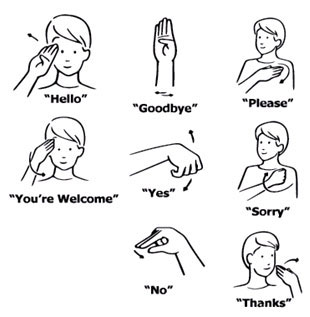 “Hello”
“Goodbye”
“Please”
“You’re Welcome”
“Yes”
“Sorry”
“No”
“Thanks”